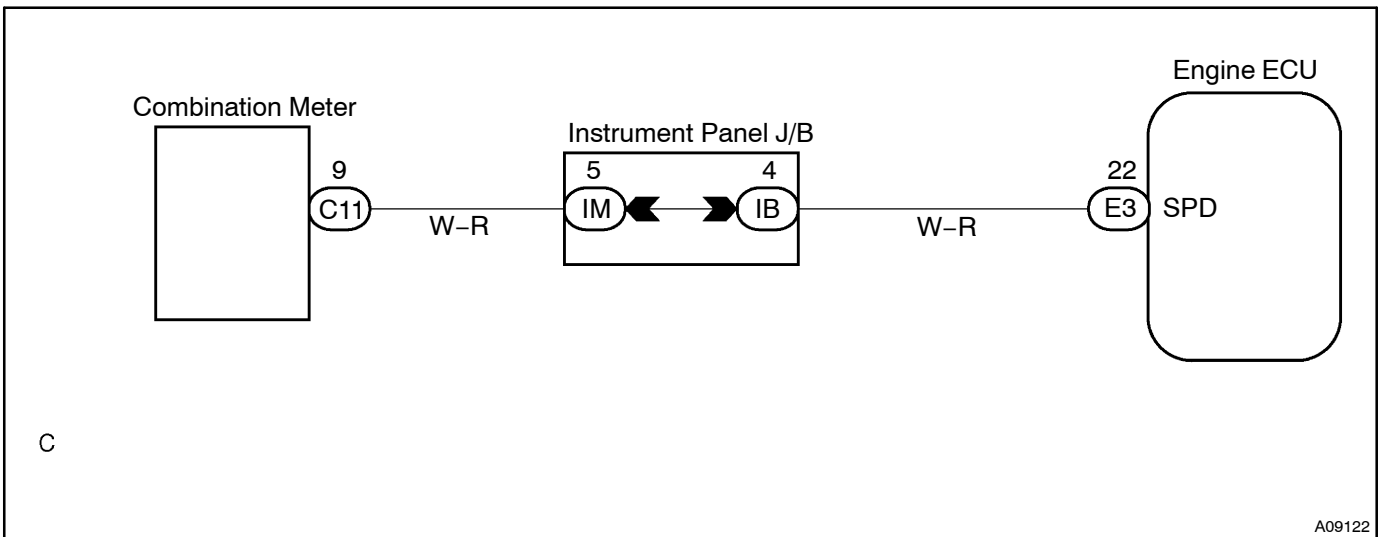 Engine ECU
Combination Meter
Instrument Panel J/B
9
5
4
22
C11
IM
IB
E3
SPD
W−R
W−R
C
A09122